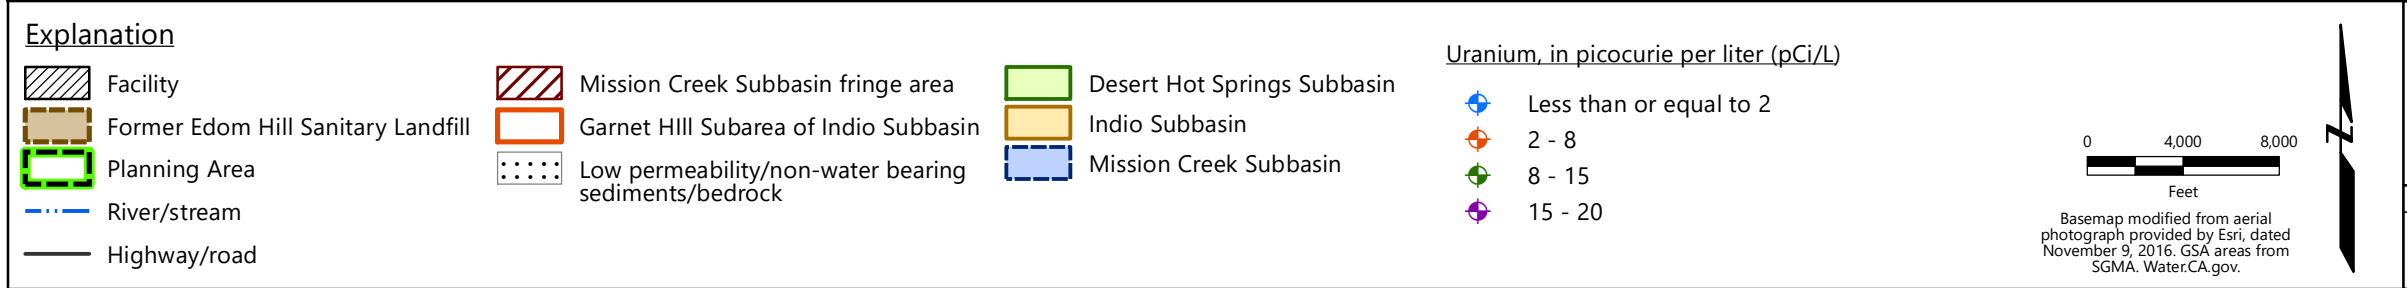 Explanation
Facility
Former Edom Hill Sanitary Landfill
Planning Area
River/stream
Highway/road
Mission Creek Subbasin fringe area
Garnet HIll Subarea of Indio Subbasin
Low permeability/non-water bearing
sediments/bedrock
Desert Hot Springs Subbasin
Indio Subbasin
Mission Creek Subbasin
Uranium, in picocurie per liter (pCi/L)
Less than or equal to 2
2 - 8
8 - 15
15 - 20
0 4,000 8,000
Feet
Basemap modified from aerial
photograph provided by Esri, dated
November 9, 2016. GSA areas from
SGMA. Water.CA.gov.
N